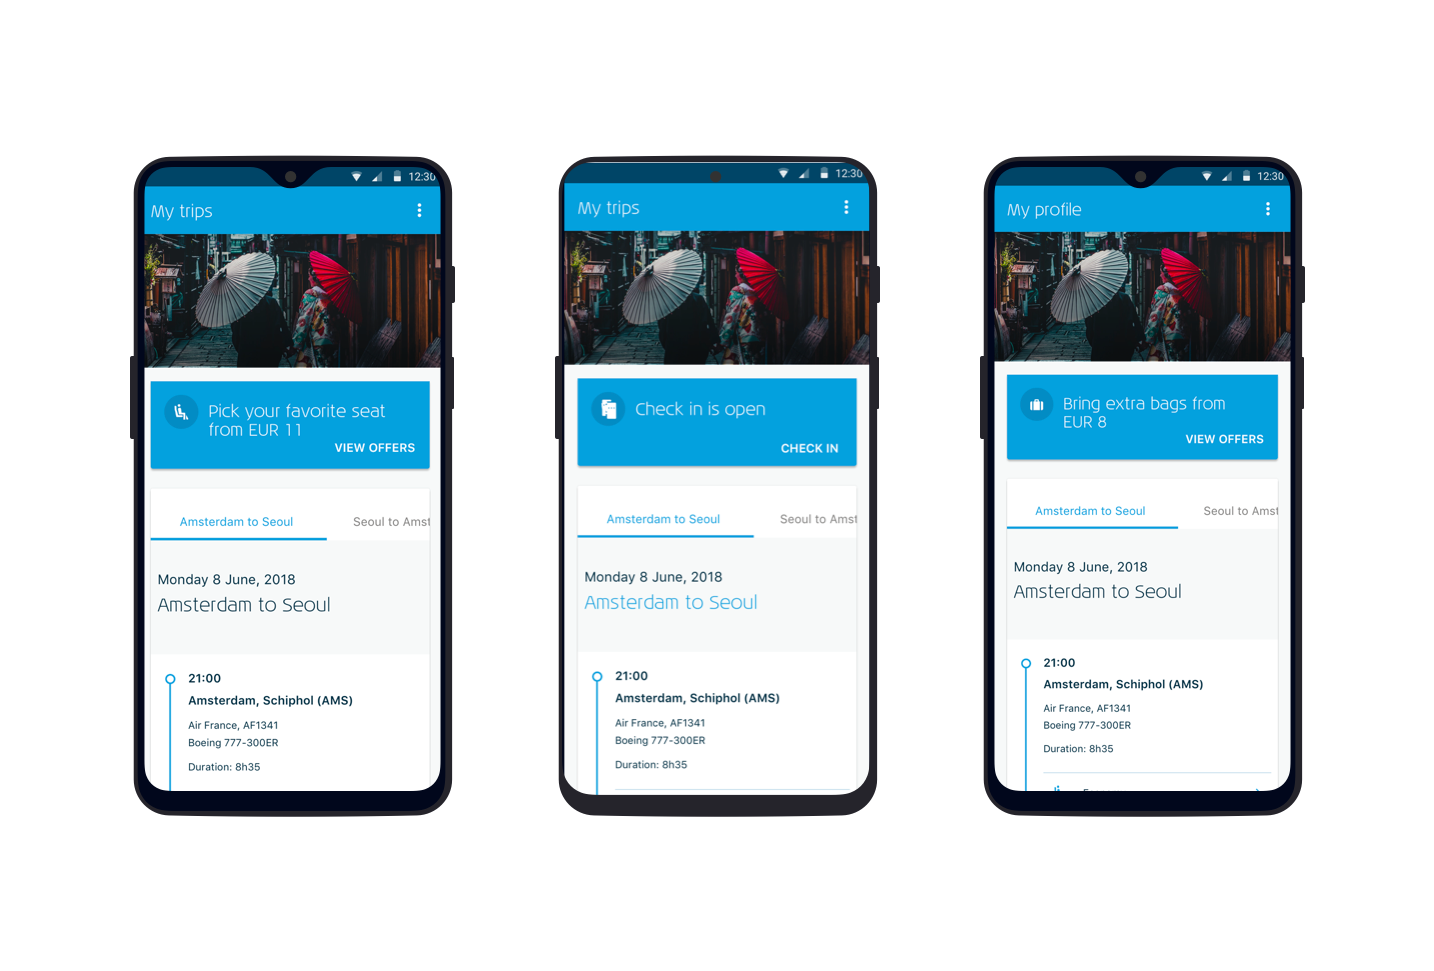 12:30
My trips
Pick your favorite seat
from EUR 11
VIEW OFFERS
Amsterdam to Seoul
Seoul to Amst
Monday 8 June, 2018
Amsterdam to Seoul
21:00
Amsterdam, Schiphol (AMS)
Air France, AF1341
Boeing 777-300ER
Duration: 8h35
12:30
My trips
Check in is open
CHECK IN
Amsterdam to Seoul
Seoul to Amst
Monday 8 June, 2018
Amsterdam to Seoul
21:00
Amsterdam, Schiphol (AMS)
Air France, AF1341
Boeing 777-300ER
Duration: 8h35
12:30
My profile
Bring extra bags from
EUR 8
VIEW OFFERS
Amsterdam to Seoul
Seoul to Amst
Monday 8 June, 2018
Amsterdam to Seoul
21:00
Amsterdam, Schiphol (AMS)
Air France, AF1341
Boeing 777-300ER
Duration: 8h35